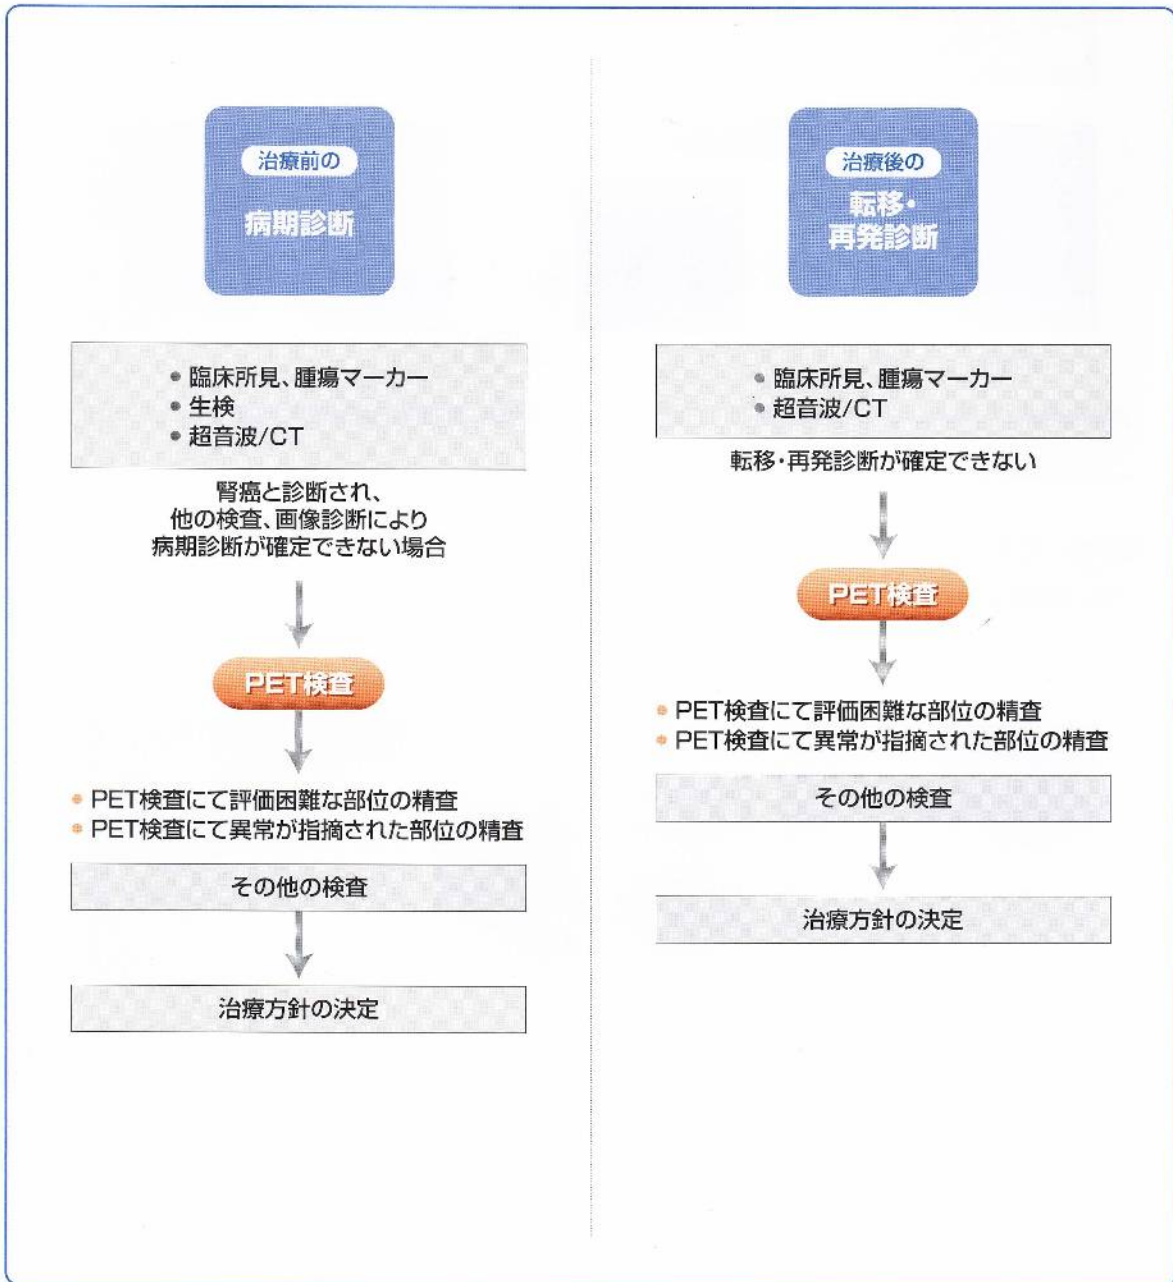 治療前の
病期診断
• 臨床所見、腫瘍マーカー
• 生検
• 超音波/CT
腎癌と診断され、
他の検査、画像診断により
病期診断が確定できない場合
PET検査
• PET検査にて評価困難な部位の精査
• PET検査にて異常が指摘された部位の精査
その他の検査
治療方針の決定
治療後の
転移・
再発診断
• 臨床所見、腫瘍マーカー
• 超音波/CT
転移・再発診断が確定できない
PET検査
• PET検査にて評価困難な部位の精査
• PET検査にて異常が指摘された部位の精査
その他の検査
治療方針の決定